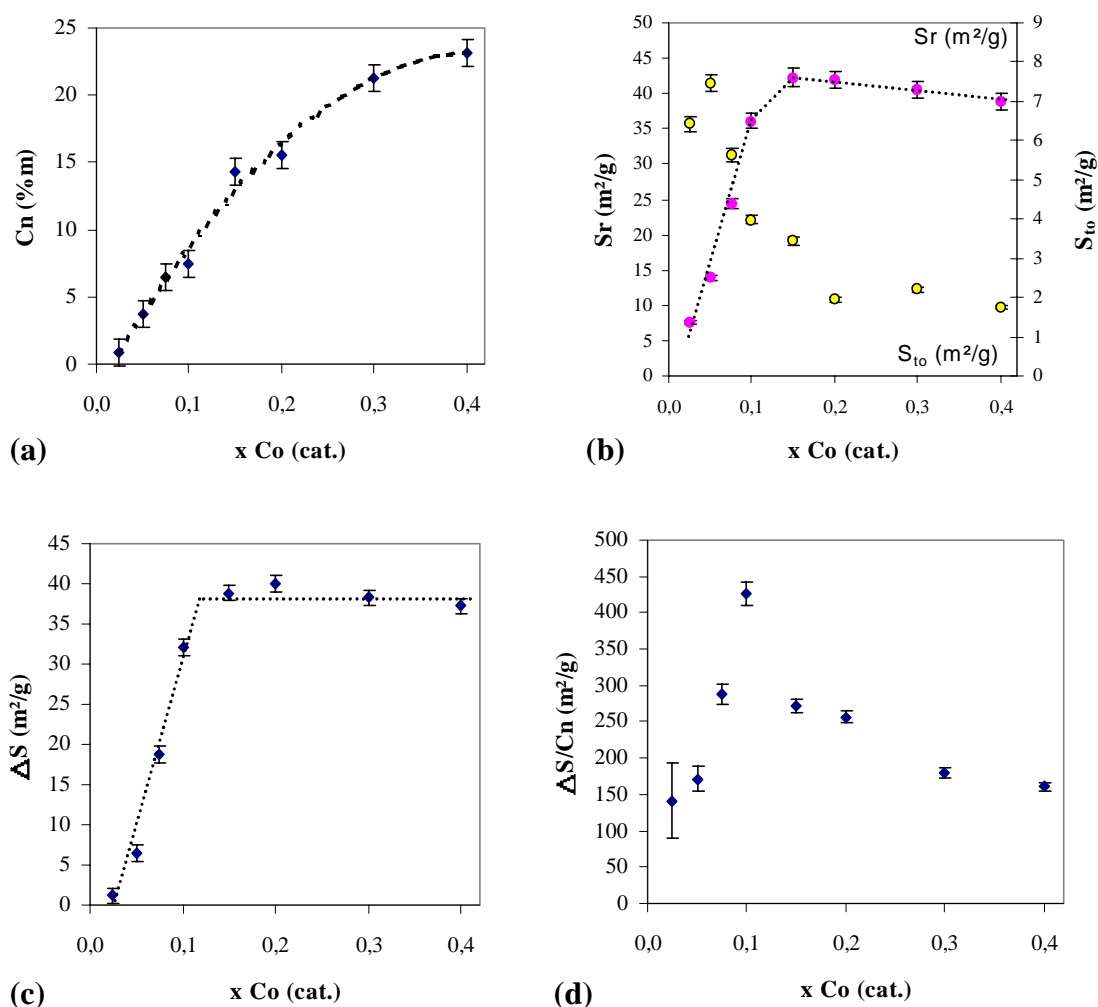 25
20
15
10
5
0
Cn (%m)
0,0 0,1 0,2 0,3 0,4
x Co (cat.)
(a)
50
45
40
35
30
25
20
15
10
5
0
Sr (m²/g)
Sr (m²/g)
S_to (m²/g)
9
8
7
6
5
4
3
2
1
0
S_to (m²/g)
0,0 0,1 0,2 0,3 0,4
x Co (cat.)
(b)
45
40
35
30
25
20
15
10
5
0
ΔS (m²/g)
0,0 0,1 0,2 0,3 0,4
x Co (cat.)
(c)
500
450
400
350
300
250
200
150
100
50
0
ΔS/Cn (m²/g)
0,0 0,1 0,2 0,3 0,4
x Co (cat.)
(d)